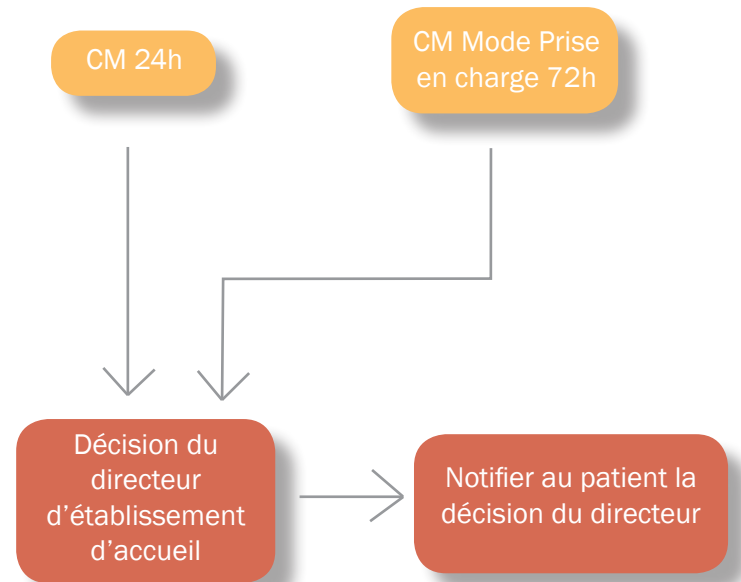 CM 24h
CM Mode Prise
en charge 72h
Décision du
directeur
d’établissement
d’accueil
Notifier au patient la
décision du directeur